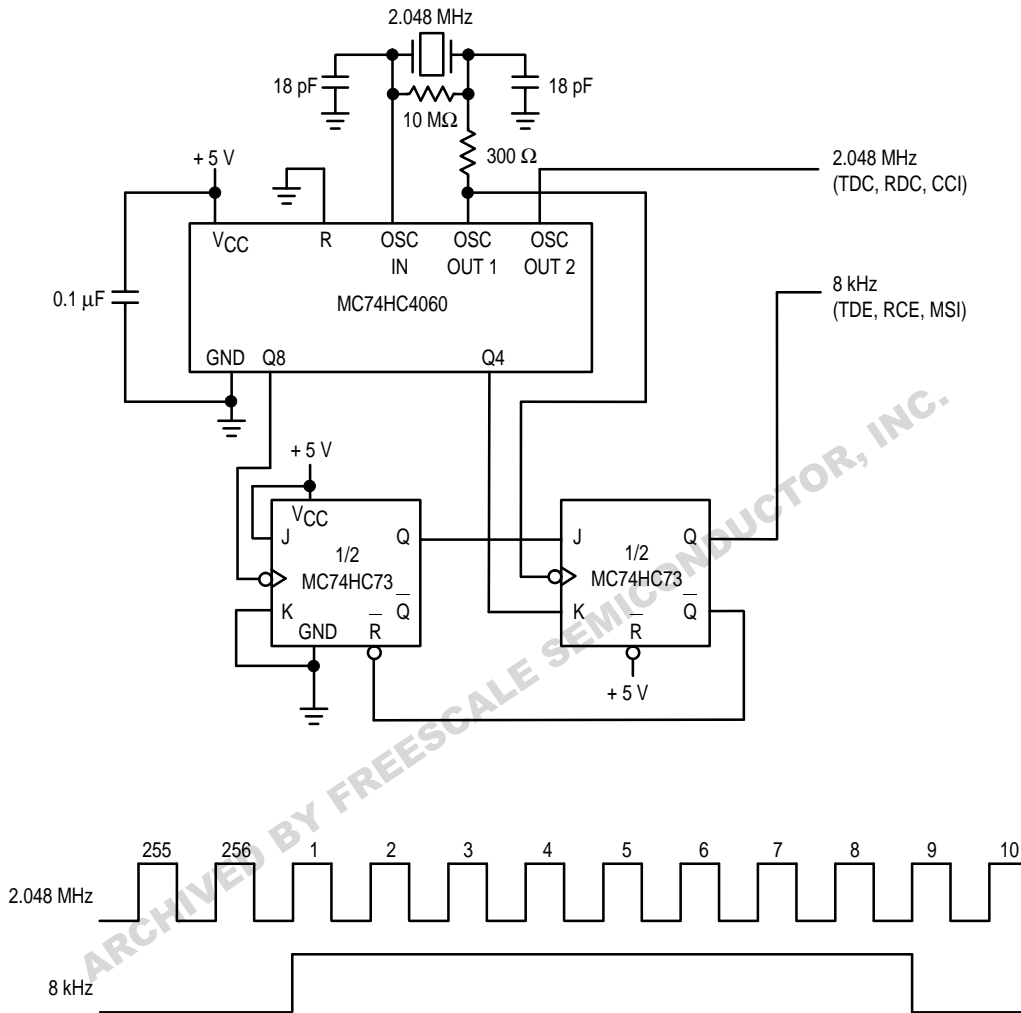 2.048 MHz
18 pF
18 pF
10 MΩ
300 Ω
+ 5 V
2.048 MHz
(TDC, RDC, CCI)
VCC
R
OSC IN
OSC OUT 1
OSC OUT 2
0.1 µF
MC74HC4060
8 kHz
(TDE, RCE, MSI)
GND
Q8
Q4
+ 5 V
VCC
J
Q
1/2
MC74HC73
K
Q
GND
R
J
Q
1/2
MC74HC73
K
Q
R
+ 5 V
ARCHIVED BY FREESCALE SEMICONDUCTOR, INC.
255 256 1 2 3 4 5 6 7 8 9 10
2.048 MHz
8 kHz